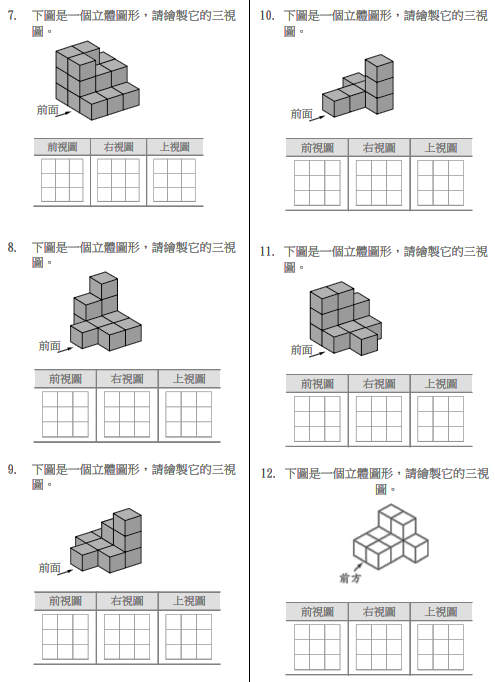 7. 下圖是一個立體圖形，請繪製它的三視
圖。
前面
前視圖 右視圖 上視圖
8. 下圖是一個立體圖形，請繪製它的三視
圖。
前面
前視圖 右視圖 上視圖
9. 下圖是一個立體圖形，請繪製它的三視
圖。
前面
前視圖 右視圖 上視圖
10. 下圖是一個立體圖形，請繪製它的三視
圖。
前面
前視圖 右視圖 上視圖
11. 下圖是一個立體圖形，請繪製它的三視
圖。
前面
前視圖 右視圖 上視圖
12. 下圖是一個立體圖形，請繪製它的三視
圖。
前方
前視圖 右視圖 上視圖